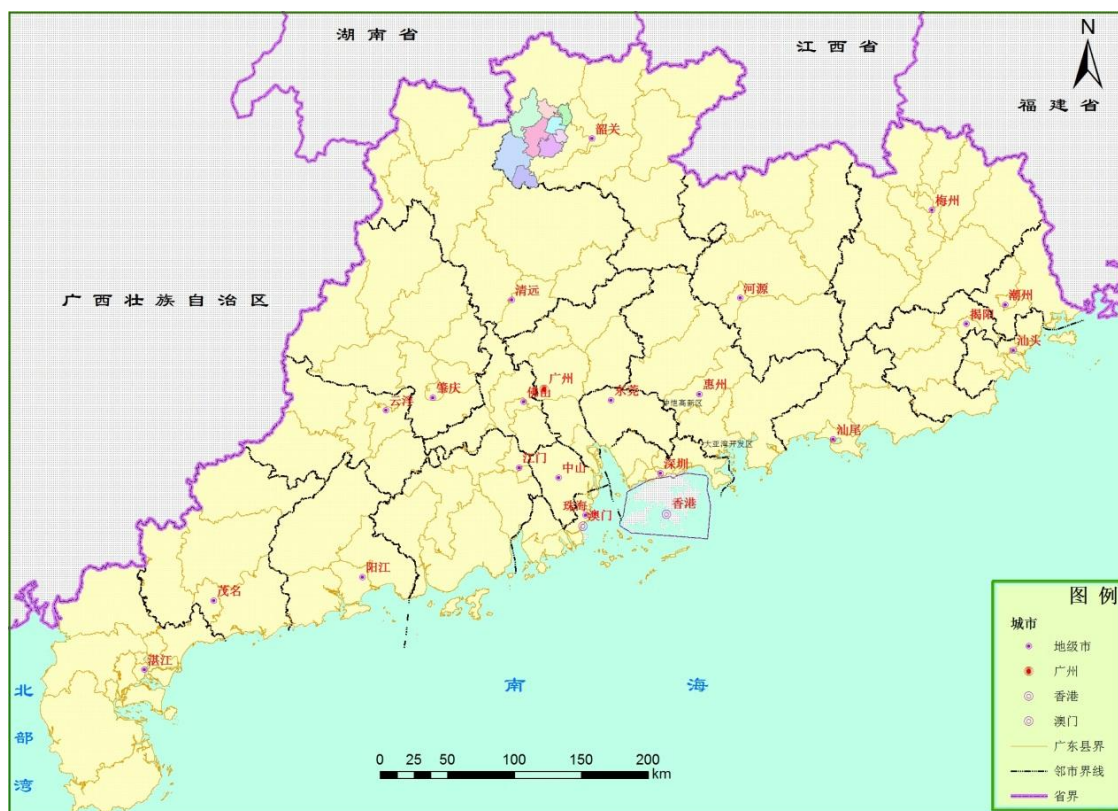 湖南省
江西省
N
福建省
韶关
梅州
广西壮族自治区
清远
河源
潮州
揭阳
汕头
肇庆
广州
惠州
云浮
佛山
东莞
仲恺高新区
汕尾
大亚湾开发区
江门
中山
深圳
珠海
香港
澳门
阳江
茂名
湛江
北部湾
南海
0 50 100 150 200
km
图例
城市
地级市
广州
香港
澳门
广东县界
邻市界线
省界